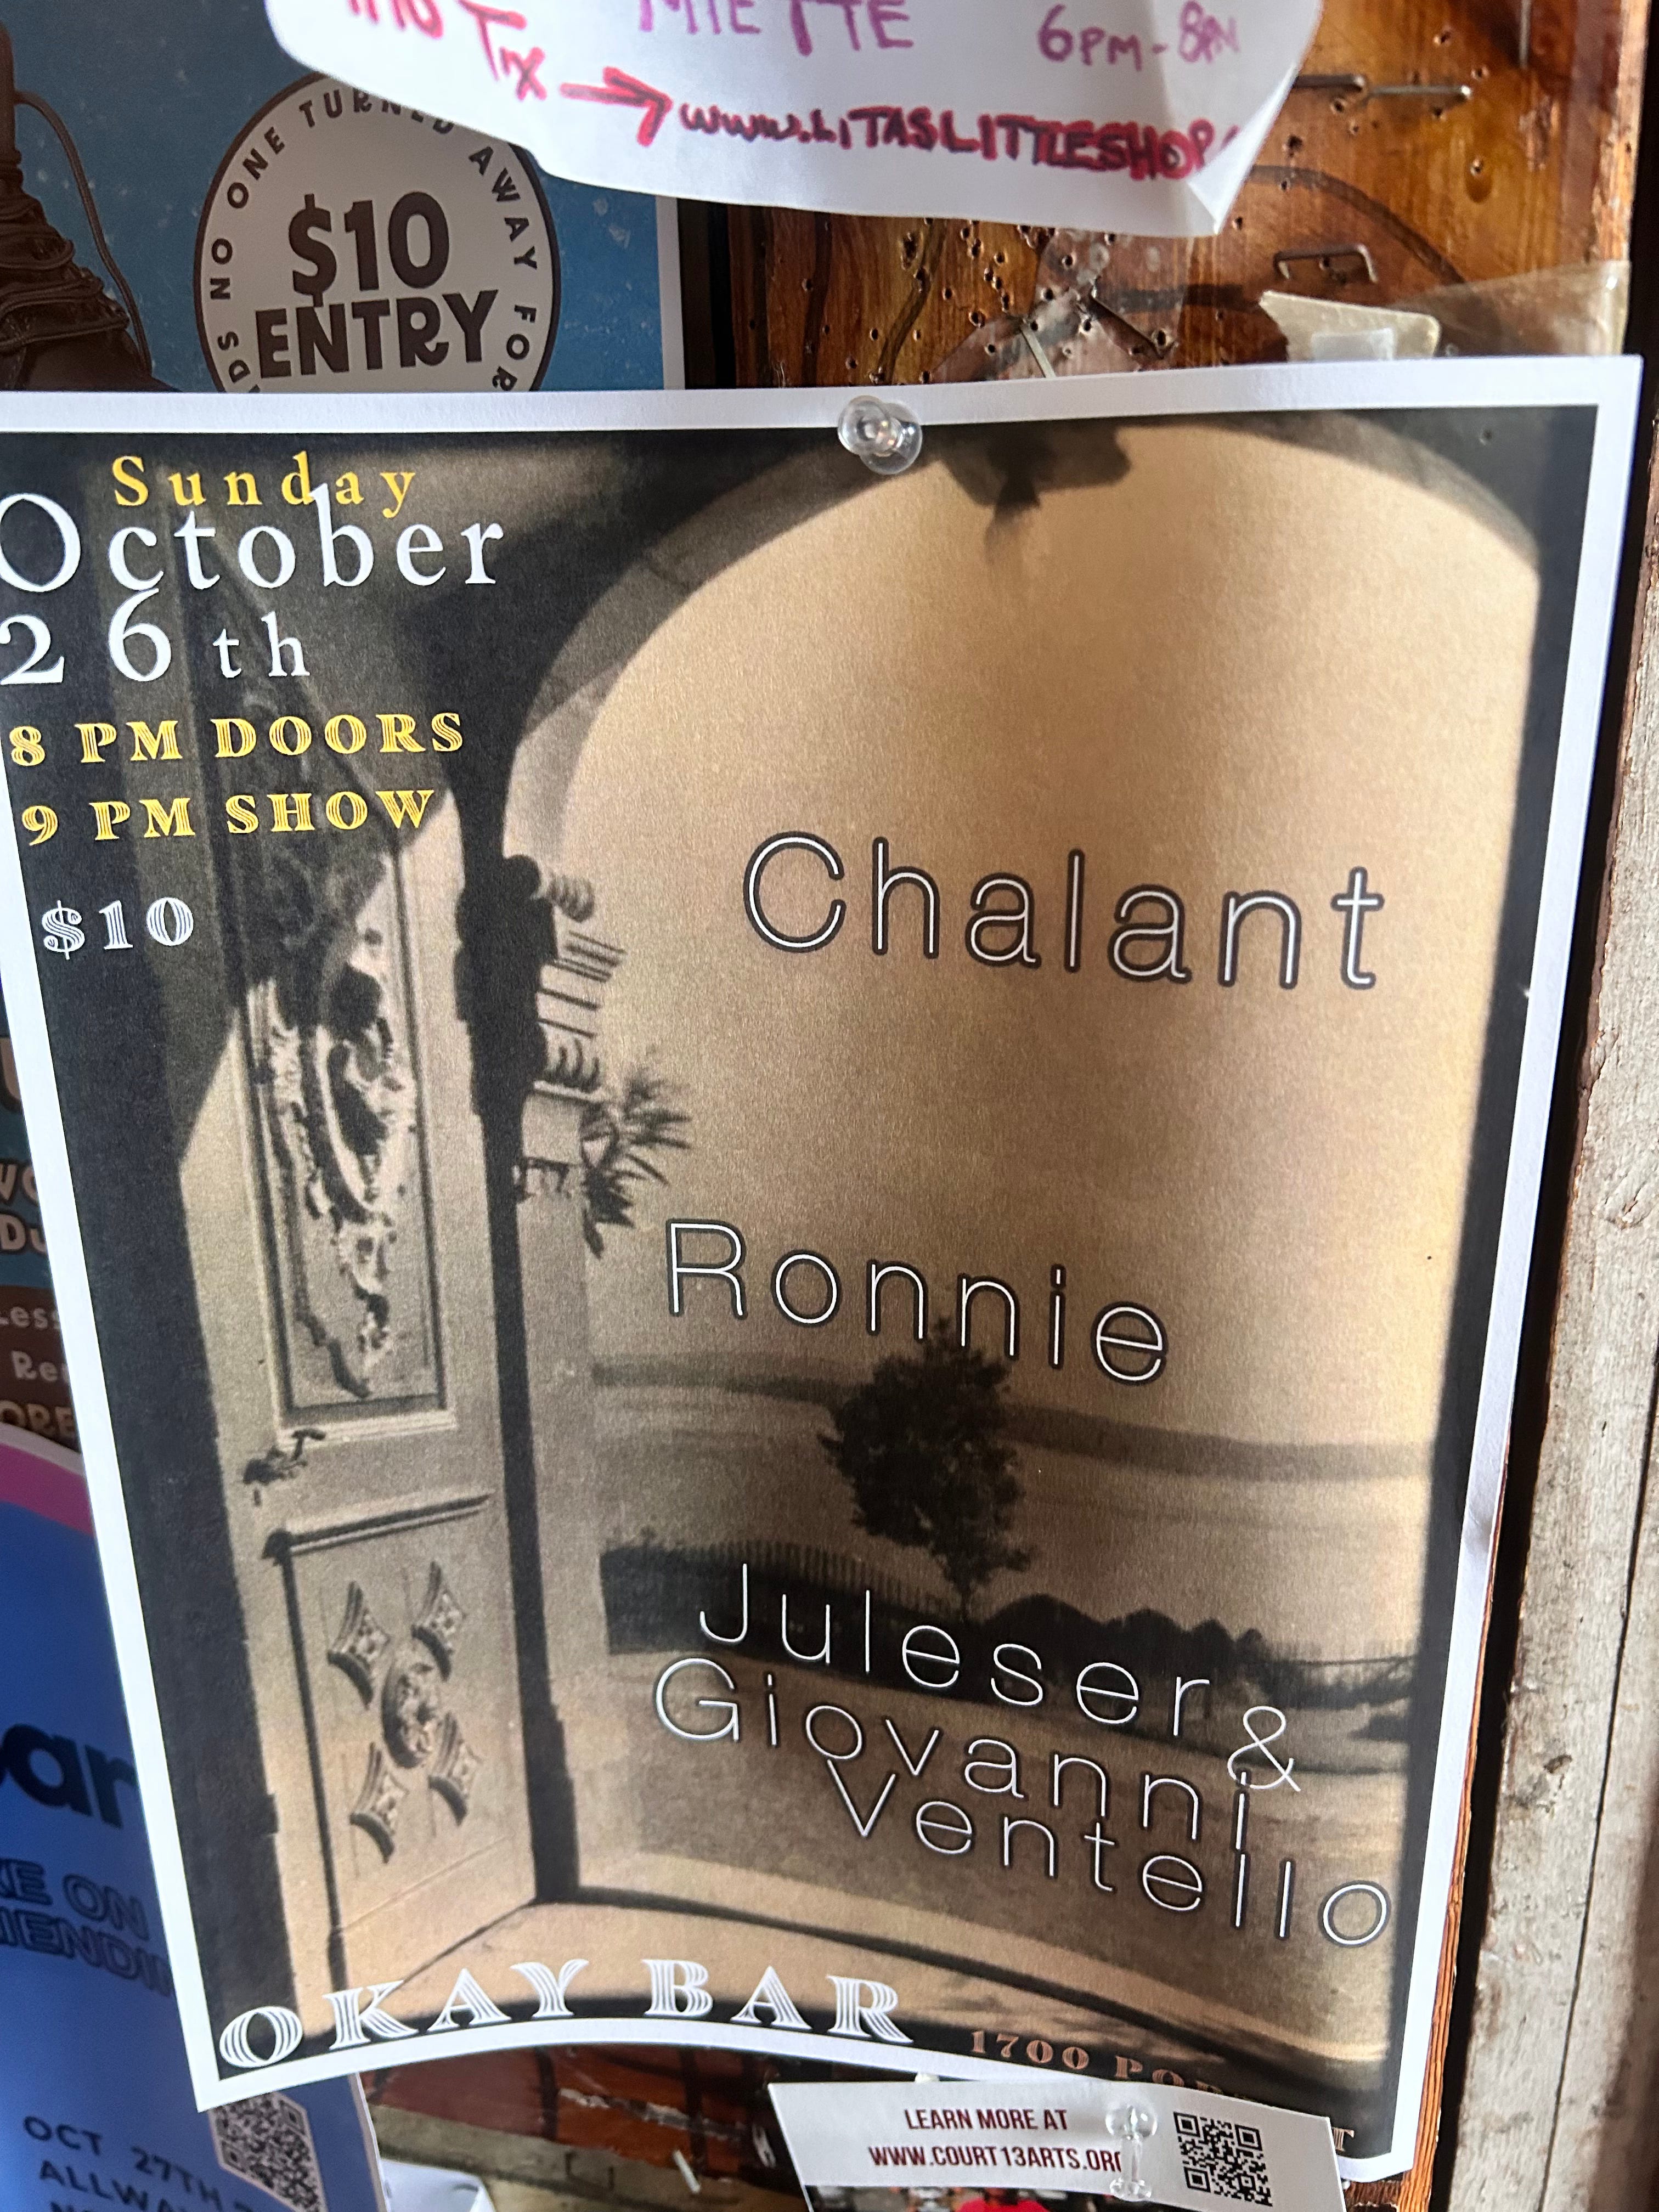 MIETTE 6PM-8PM
Tix → www.LITASLITTLESHOP
NO ONE TURNED AWAY FOR
$10
ENTRY
Sunday
October
26th
8 PM DOORS
9 PM SHOW
$10
Chalant
Ronnie
Juleser &
Giovanni
Ventello
OKAY BAR 1700
LEARN MORE AT
WWW.COURT13ARTS.ORG
OCT 27TH